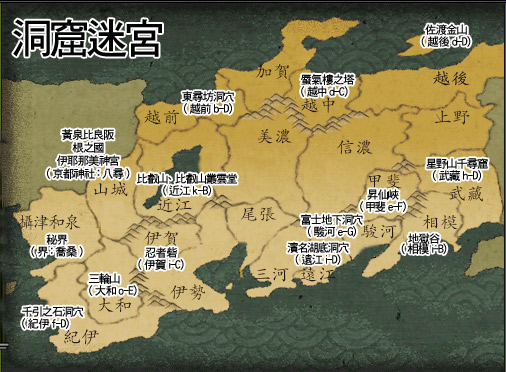 洞窟迷宮
佐渡金山
(越後 d-D)
加賀
蜃氣樓之塔
(越中 d-C)
越後
東尋坊洞穴
(越前 b-D)
越中
越前
上野
黃泉比良阪
根之國
伊耶那美神宮
(京都神社：八尋)
美濃
信濃
星野山千尋窟
(武藏 h-D)
比叡山、比叡山叢雲堂
(近江 k-B)
甲斐
昇仙峽
(甲斐 e-F)
武藏
山城
近江
尾張
富士地下洞穴
(駿河 e-G)
相模
攝津和泉
駿河
地獄谷
(相模 i-B)
秘界
(界：喬桑)
伊賀
忍者砦
(伊賀 i-C)
濱名湖底洞穴
(遠江 i-D)
三輪山
(大和 o-E)
三河
遠江
伊勢
大和
千引之石洞穴
(紀伊 f-D)
紀伊